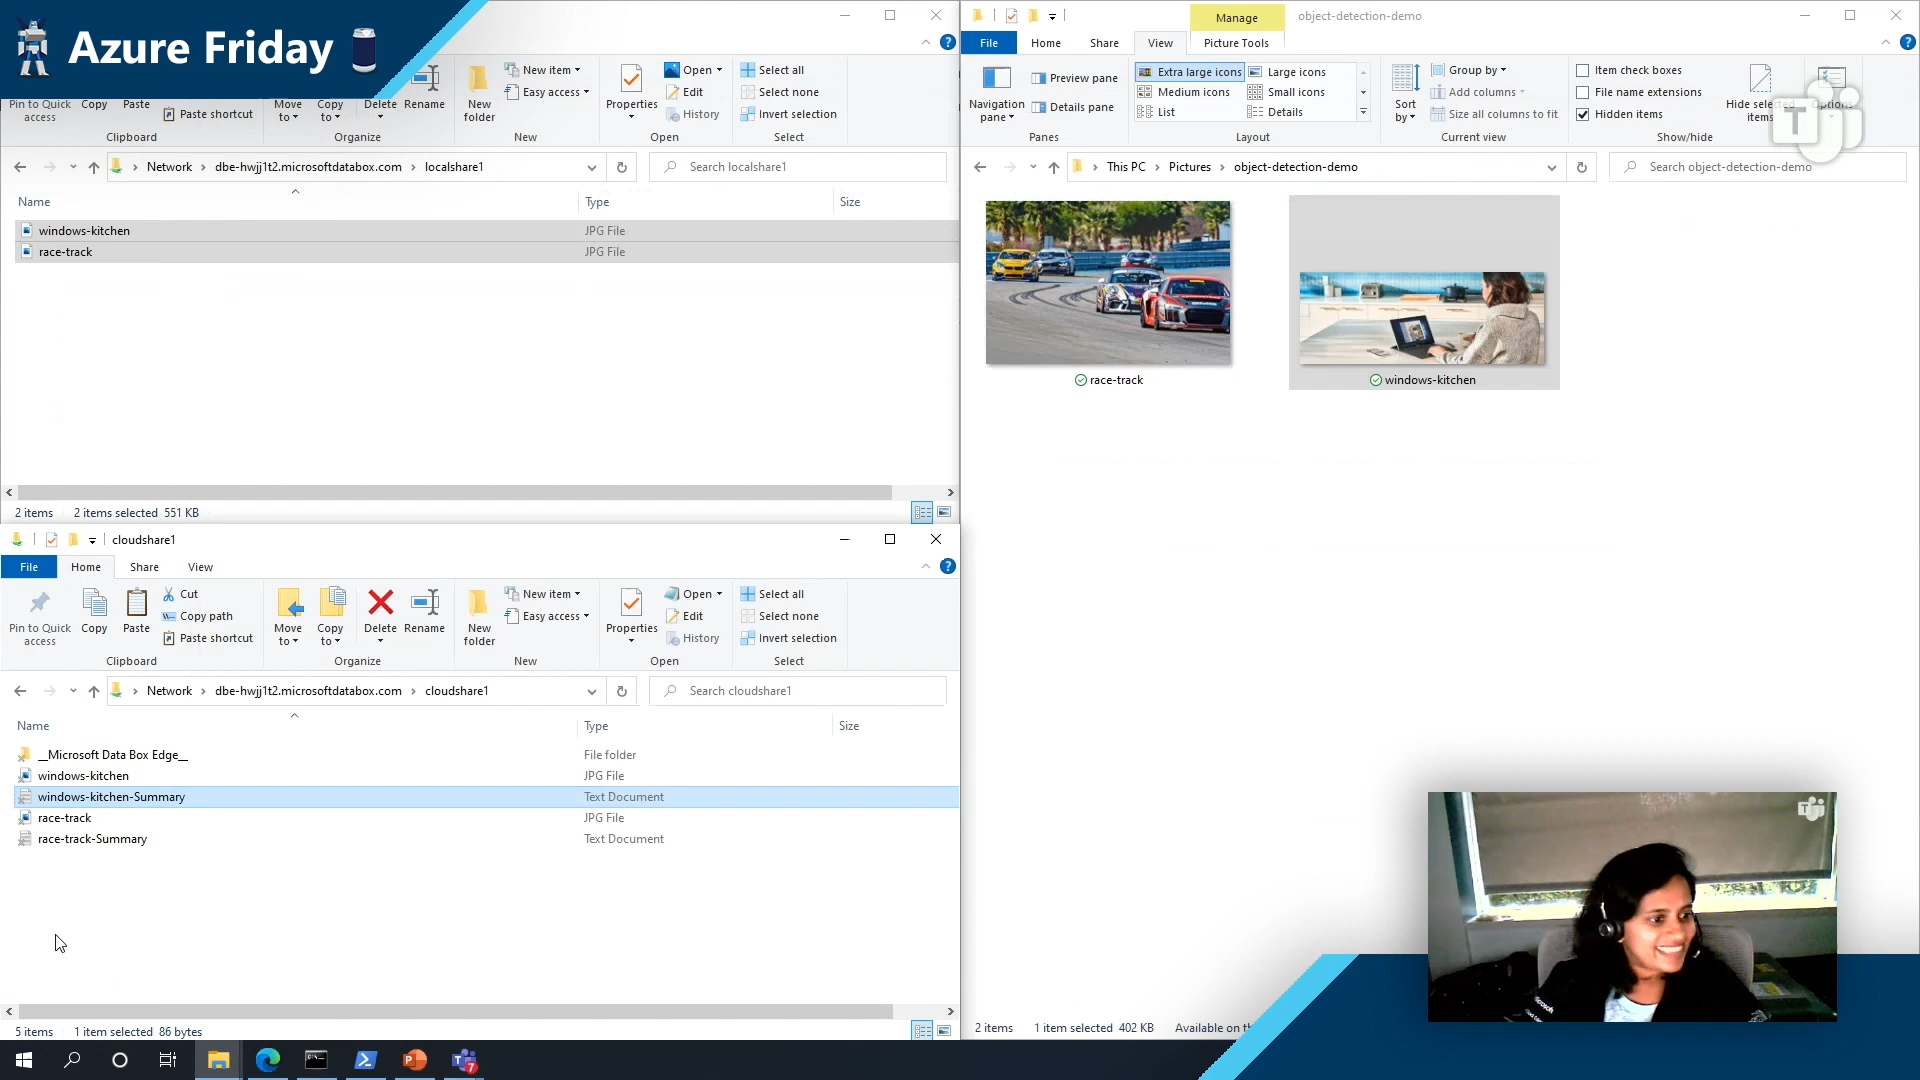 Azure Friday
Pin to Quick access
Copy
Paste
Paste shortcut
Clipboard
Move to
Copy to
Delete
Rename
Organize
New folder
New item
Easy access
New
Properties
Open
Edit
History
Open
Select all
Select none
Invert selection
Select
Network
dbe-hwjj1t2.microsoftdatabox.com
localshare1
Search localshare1
Name
Type
Size
windows-kitchen
JPG File
race-track
JPG File
2 items
2 items selected 551 KB
cloudshare1
File
Home
Share
View
Pin to Quick access
Copy
Paste
Cut
Copy path
Paste shortcut
Clipboard
Move to
Copy to
Delete
Rename
Organize
New folder
New item
Easy access
New
Properties
Open
Edit
History
Open
Select all
Select none
Invert selection
Select
Network
dbe-hwjj1t2.microsoftdatabox.com
cloudshare1
Search cloudshare1
Name
Type
Size
__Microsoft Data Box Edge__
File folder
windows-kitchen
JPG File
windows-kitchen-Summary
Text Document
race-track
JPG File
race-track-Summary
Text Document
5 items
1 item selected 86 bytes
Manage
object-detection-demo
File
Home
Share
View
Picture Tools
Navigation pane
Preview pane
Details pane
Panes
Extra large icons
Large icons
Medium icons
Small icons
List
Details
Layout
Sort by
Group by
Add columns
Size all columns to fit
Current view
Item check boxes
File name extensions
Hidden items
Hide selected items
Options
Show/hide
This PC
Pictures
object-detection-demo
Search object-detection-demo
race-track
windows-kitchen
2 items
1 item selected 402 KB
Available on
T
T
7